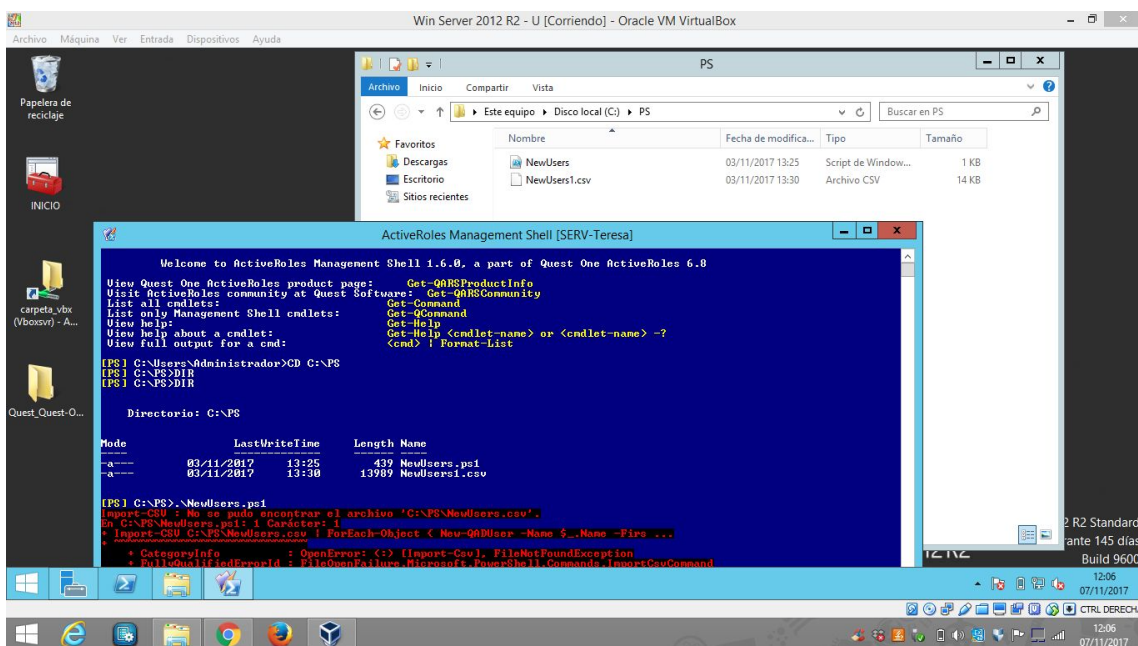 Win Server 2012 R2 - U [Corriendo] - Oracle VM VirtualBox
Archivo Máquina Ver Entrada Dispositivos Ayuda
Papelera de reciclaje
INICIO
carpeta_vbx (Vboxsvr) - A...
Quest_Quest-O...
PS
Archivo Inicio Compartir Vista
Este equipo Disco local (C:) PS
Buscar en PS
Favoritos
Descargas
Escritorio
Sitios recientes
Nombre Fecha de modifica... Tipo Tamaño
NewUsers 03/11/2017 13:25 Script de Window... 1 KB
NewUsers1.csv 03/11/2017 13:30 Archivo CSV 14 KB
ActiveRoles Management Shell [SERV-Teresa]
Welcome to ActiveRoles Management Shell 1.6.0, a part of Quest One ActiveRoles 6.8
View Quest One ActiveRoles product page: Get-QARSProductInfo
Visit ActiveRoles community at Quest Software: Get-QARSCommunity
List all cmdlets: Get-Command
List only Management Shell cmdlets: Get-QCommand
View help: Get-Help
View help about a cmdlet: Get-Help <cmdlet-name> or <cmdlet-name> -?
View full output for a cmd: <cmd> | Format-List
[PS] C:\Users\Administrador>CD C:\PS
[PS] C:\PS>DIR
[PS] C:\PS>DIR
Directorio: C:\PS
Mode LastWriteTime Length Name
---- ------------- ------ ----
-a--- 03/11/2017 13:25 439 NewUsers.ps1
-a--- 03/11/2017 13:30 13989 NewUsers1.csv
[PS] C:\PS>.\NewUsers.ps1
Import-CSV : No se pudo encontrar el archivo 'C:\PS\NewUsers.csv'.
En C:\PS\NewUsers.ps1: 1 Carácter: 1
+ Import-CSV C:\PS\NewUsers.csv | ForEach-Object { New-QADUser -Name $_.Name -Firs ...
+ ~~~~~~~~~~~~~~~~~~~~~~~~~~~~~
+ CategoryInfo : OpenError: (:) [Import-Csv], FileNotFoundException
+ FullyQualifiedErrorId : FileOpenFailure,Microsoft.PowerShell.Commands.ImportCsvCommand
2 R2 Standard
rante 145 días
Build 9600
12:06
07/11/2017
CTRL DERECH
12:06
07/11/2017